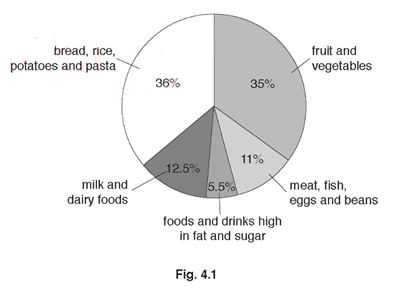 bread, rice,
potatoes and pasta
36%
fruit and
vegetables
35%
11%
meat, fish,
eggs and beans
12.5%
milk and
dairy foods
5.5%
foods and drinks high
in fat and sugar
Fig. 4.1